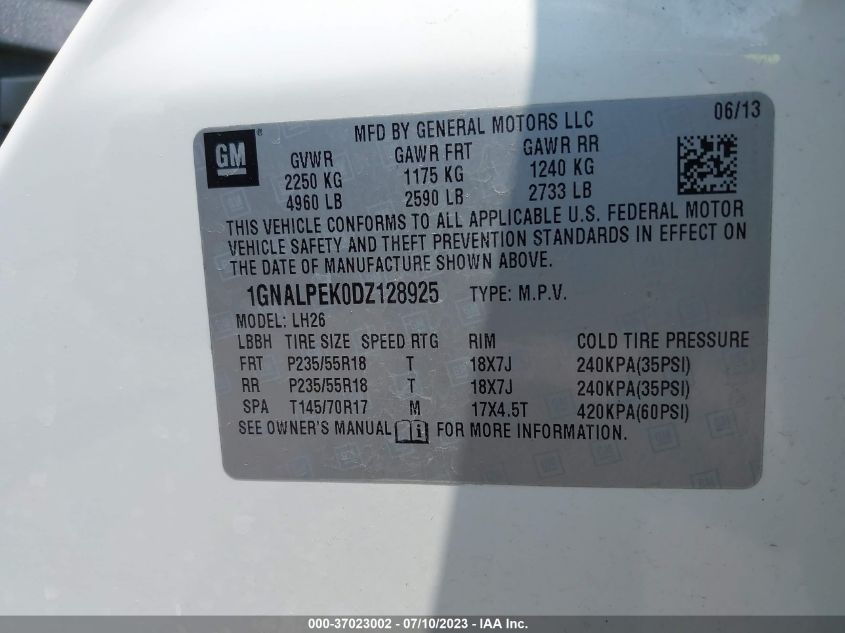 06/13
MFD BY GENERAL MOTORS LLC
GM®
GVWR GAWR FRT GAWR RR
2250 KG 1175 KG 1240 KG
4960 LB 2590 LB 2733 LB
THIS VEHICLE CONFORMS TO ALL APPLICABLE U.S. FEDERAL MOTOR
VEHICLE SAFETY AND THEFT PREVENTION STANDARDS IN EFFECT ON
THE DATE OF MANUFACTURE SHOWN ABOVE.
1GNALPEK0DZ128925 TYPE: M.P.V.
MODEL: LH26
LBBH TIRE SIZE SPEED RTG RIM COLD TIRE PRESSURE
FRT P235/55R18 T 18X7J 240KPA(35PSI)
RR P235/55R18 T 18X7J 240KPA(35PSI)
SPA T145/70R17 M 17X4.5T 420KPA(60PSI)
SEE OWNER'S MANUAL FOR MORE INFORMATION.
000-37023002 - 07/10/2023 - IAA Inc.